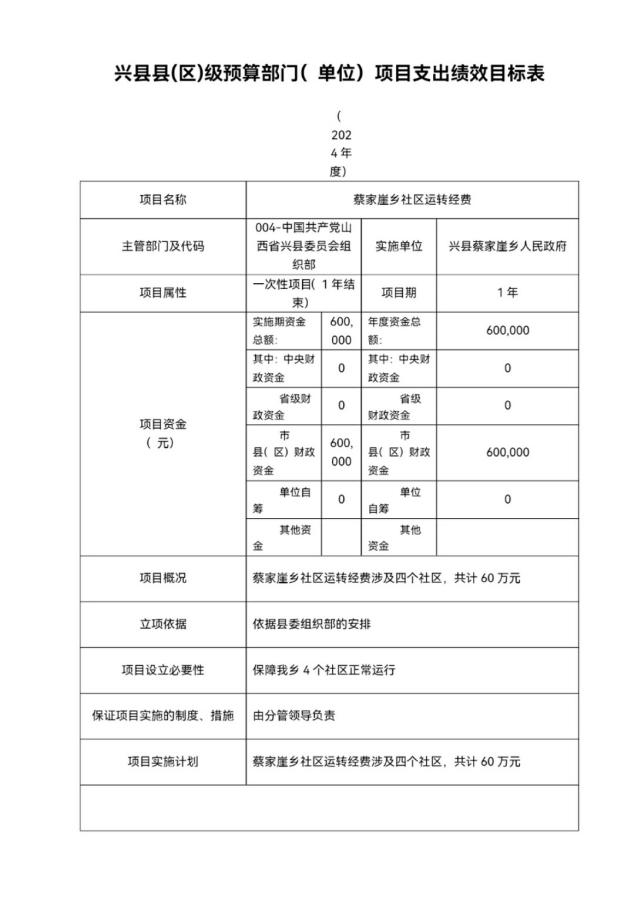 兴县县(区)级预算部门( 单位) 项目支出绩效目标表
(
202
4 年
度)
项目名称
蔡家崖乡社区运转经费
主管部门及代码
004-中国共产党山
西省兴县委员会组
织部
实施单位
兴县蔡家崖乡人民政府
项目属性
一次性项目( 1 年结
束)
项目期
1 年
项目资金
( 元)
实施期资金
总额:
600,
000
年度资金总
额:
600,000
其中: 中央财
政资金
0
其中: 中央财
政资金
0
省级财
政资金
0
省级
财政资金
0
市
县( 区) 财政
资金
600,
000
市
县( 区) 财政
资金
600,000
单位自
筹
0
单位
自筹
0
其他资
金
其他
资金
项目概况
蔡家崖乡社区运转经费涉及四个社区，共计 60 万元
立项依据
依据县委组织部的安排
项目设立必要性
保障我乡 4 个社区正常运行
保证项目实施的制度、措施
由分管领导负责
项目实施计划
蔡家崖乡社区运转经费涉及四个社区，共计 60 万元